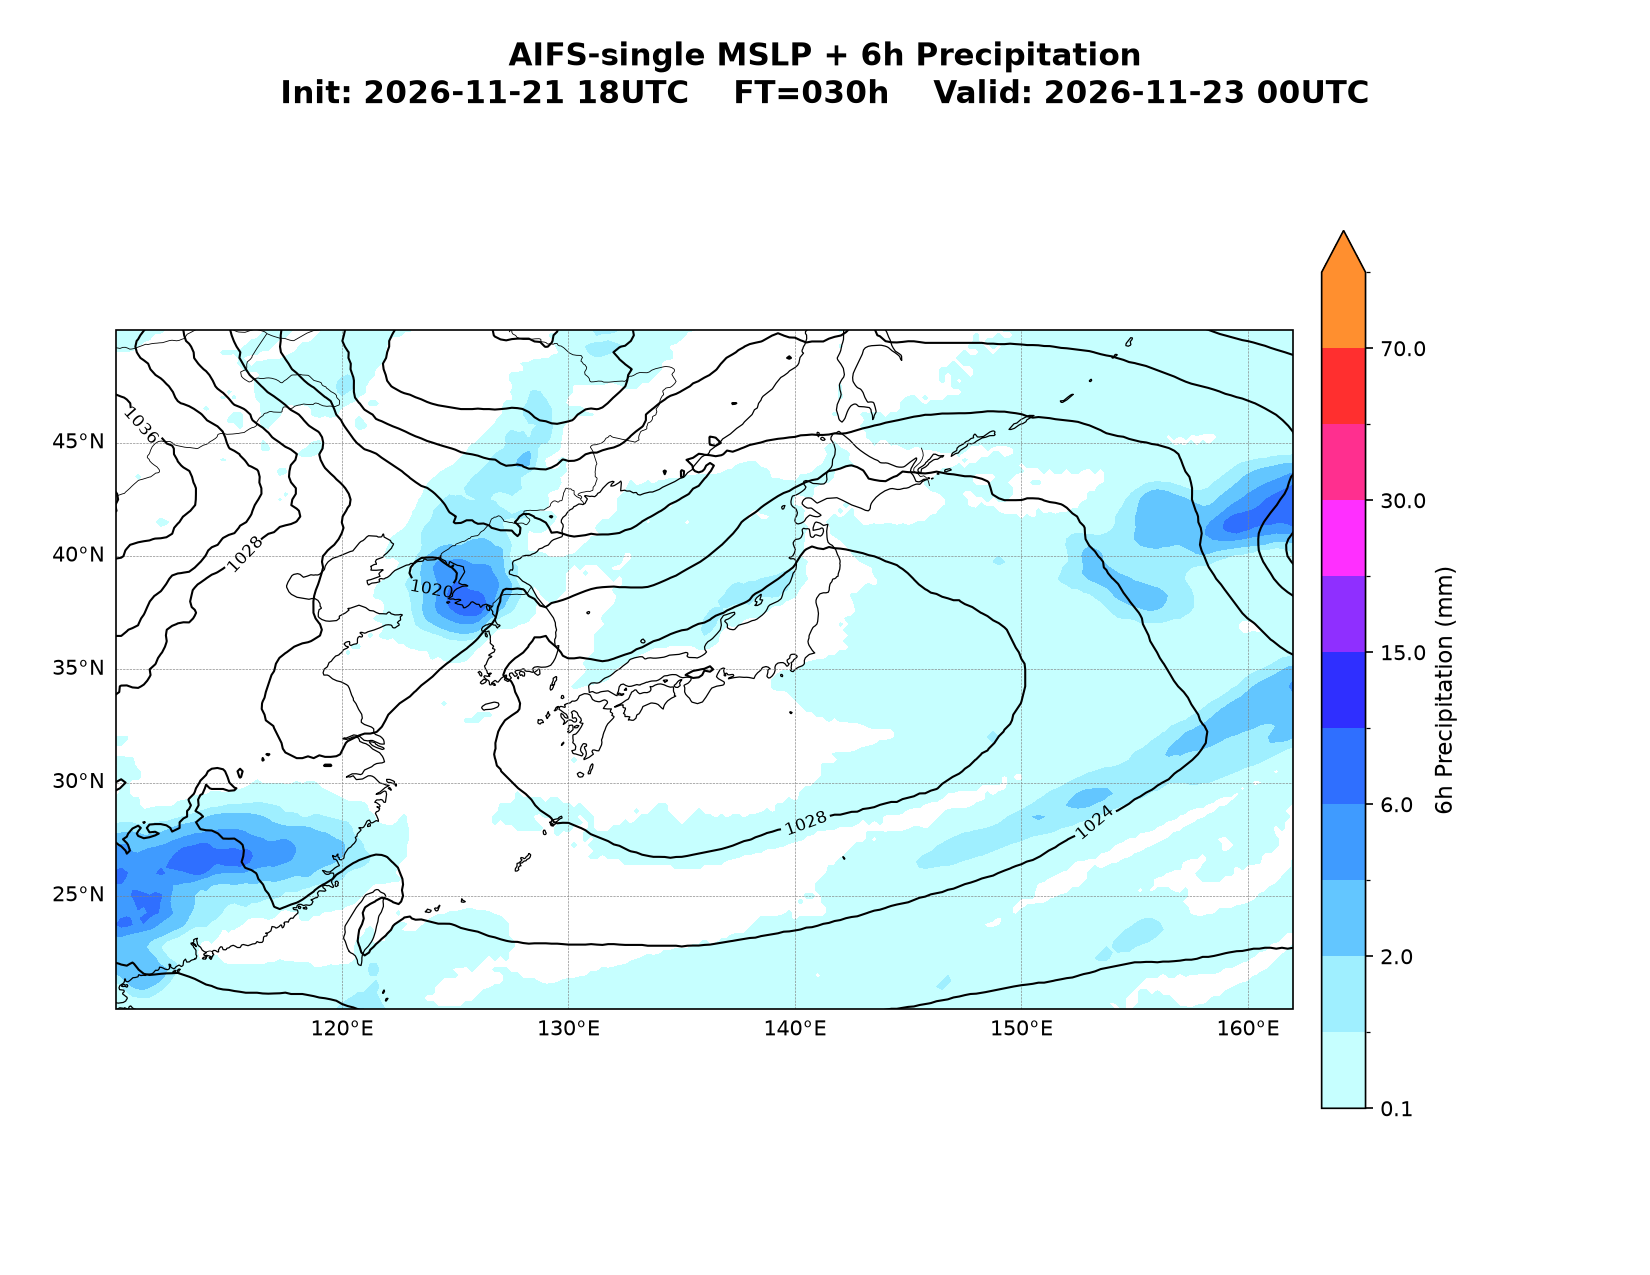 AIFS-single MSLP + 6h Precipitation
Init: 2026-11-21 18UTC    FT=030h    Valid: 2026-11-23 00UTC
70.0
30.0
15.0
6.0
2.0
0.1
6h Precipitation (mm)
45°N
40°N
35°N
30°N
25°N
1036
1028
1020
1028
1024
120°E
130°E
140°E
150°E
160°E